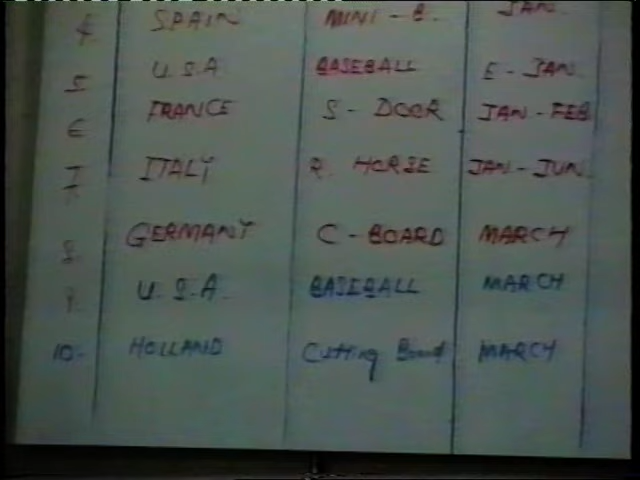 4. SPAIN MINI - B. JAN.
5 U.S.A BASEBALL E - JAN.
6 FRANCE S - DOOR JAN - FEB
7 ITALY R. HORSE JAN - JUN.
8. GERMANY C - BOARD MARCH
9. U.S.A. BASEBALL MARCH
10- HOLLAND Cutting Board MARCH